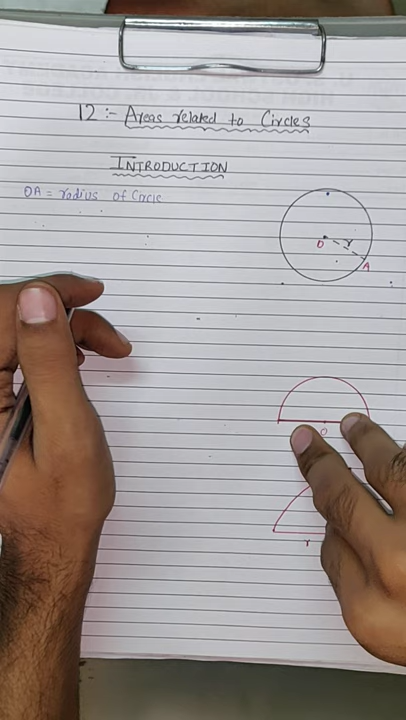 12 :- Areas related to Circles
INTRODUCTION
OA = radius of Circle
O
r
A
O
r